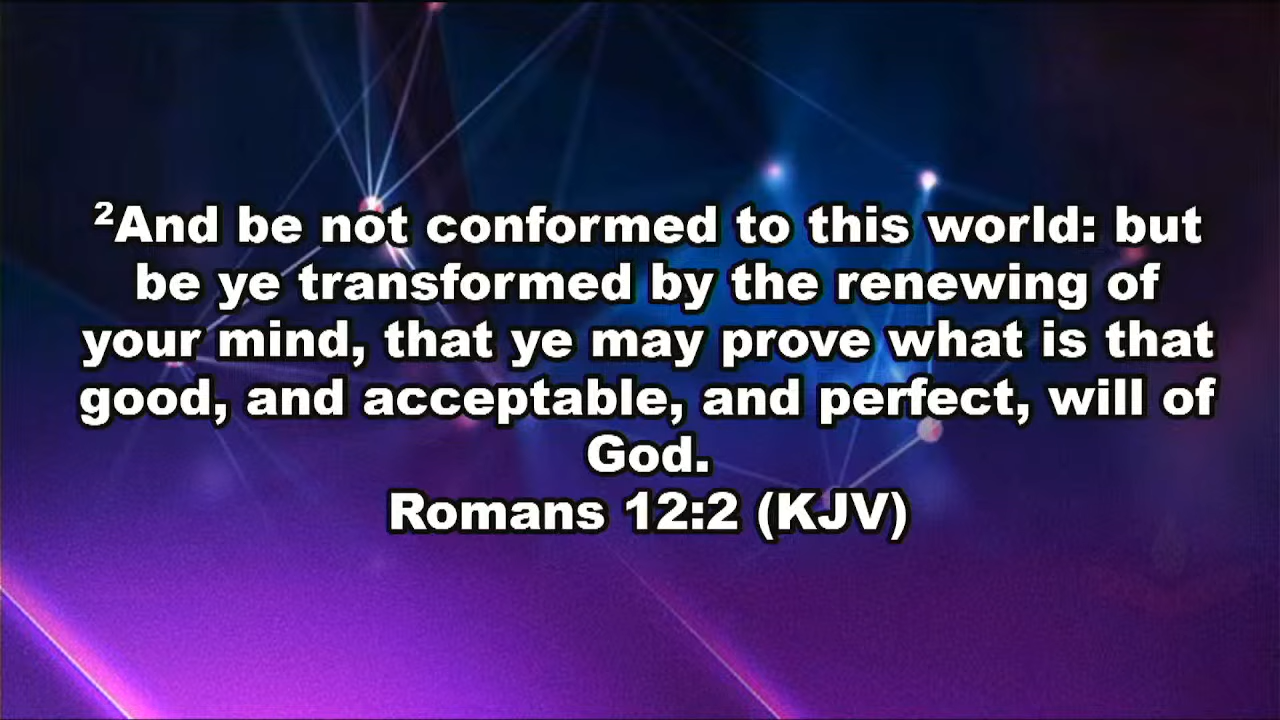 ²And be not conformed to this world: but
be ye transformed by the renewing of
your mind, that ye may prove what is that
good, and acceptable, and perfect, will of
God.
Romans 12:2 (KJV)